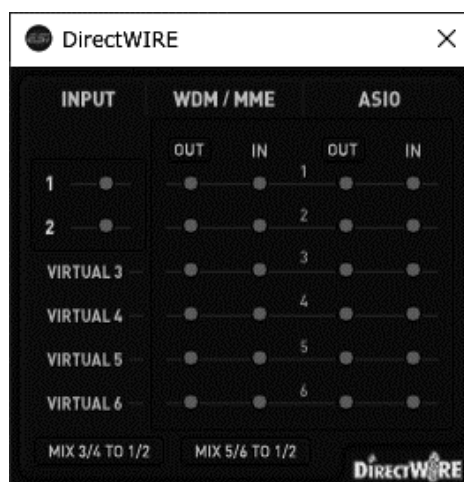 ESI
DirectWIRE
INPUT WDM / MME ASIO
OUT IN OUT IN
1 1
2 2
VIRTUAL 3 3
VIRTUAL 4 4
VIRTUAL 5 5
VIRTUAL 6 6
MIX 3/4 TO 1/2 MIX 5/6 TO 1/2
DIRECTWIRE